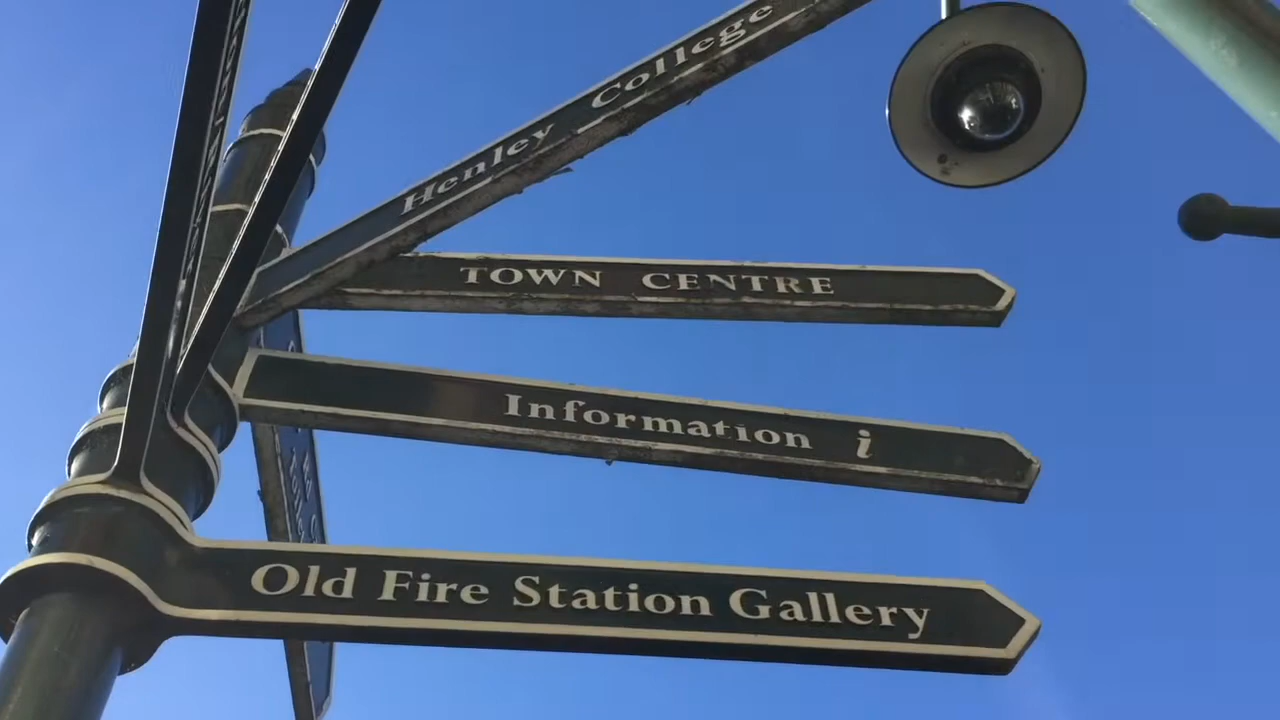 Henley College
TOWN CENTRE
Information i
Old Fire Station Gallery